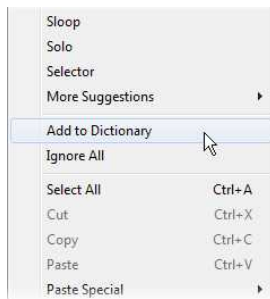 Sloop
Solo
Selector
More Suggestions
Add to Dictionary
Ignore All
Select All Ctrl+A
Cut Ctrl+X
Copy Ctrl+C
Paste Ctrl+V
Paste Special